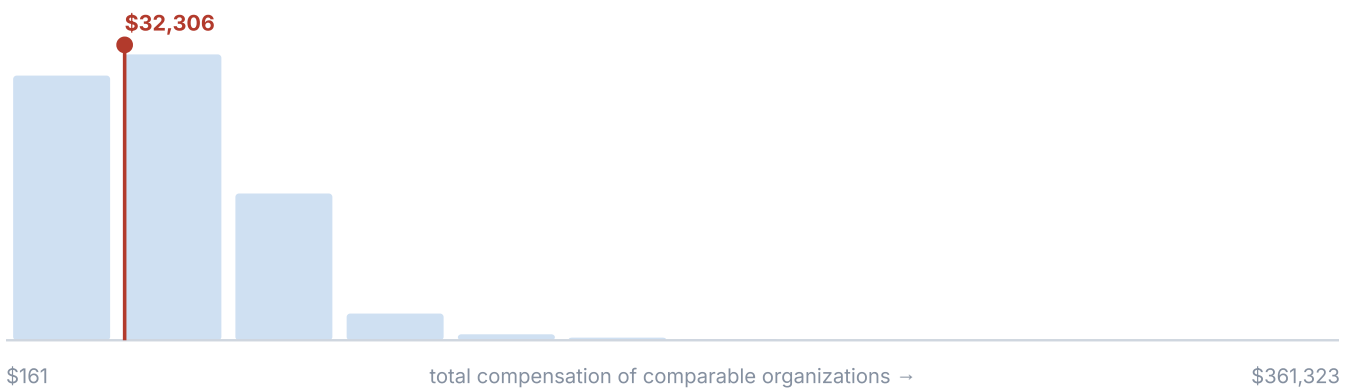 $32,306
$161 total compensation of comparable organizations → $361,323